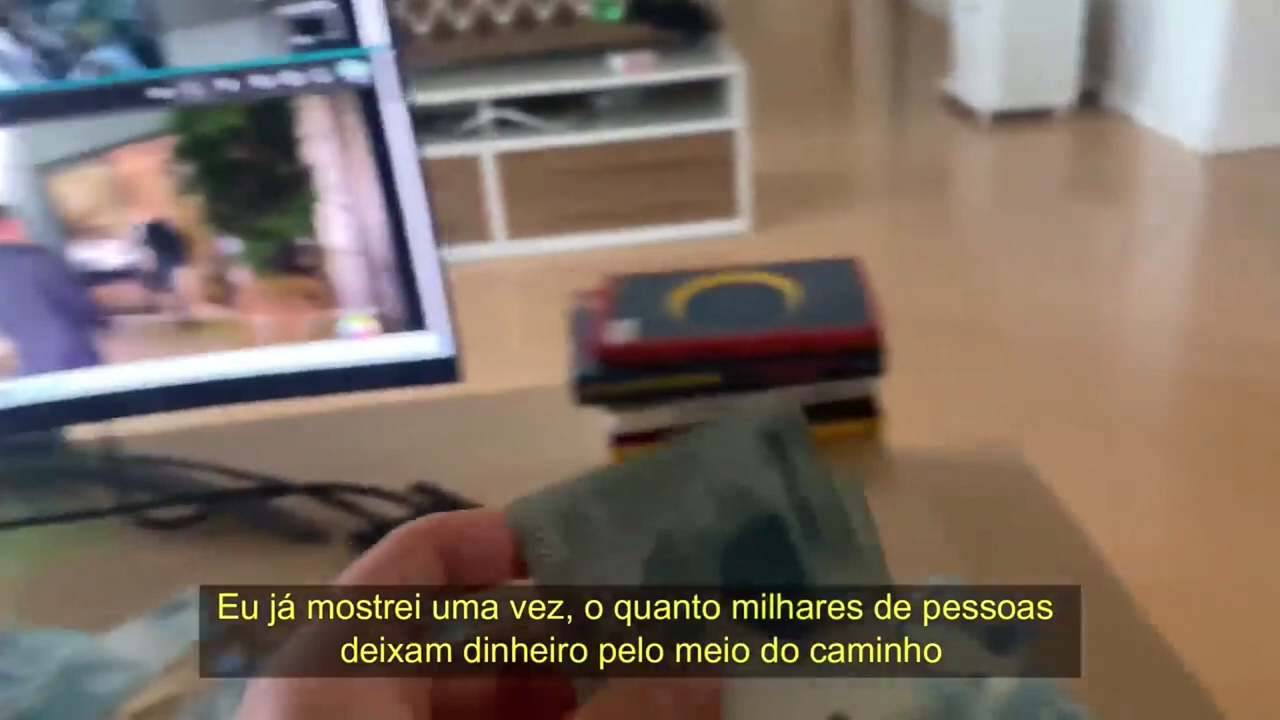 Eu já mostrei uma vez, o quanto milhares de pessoas
deixam dinheiro pelo meio do caminho